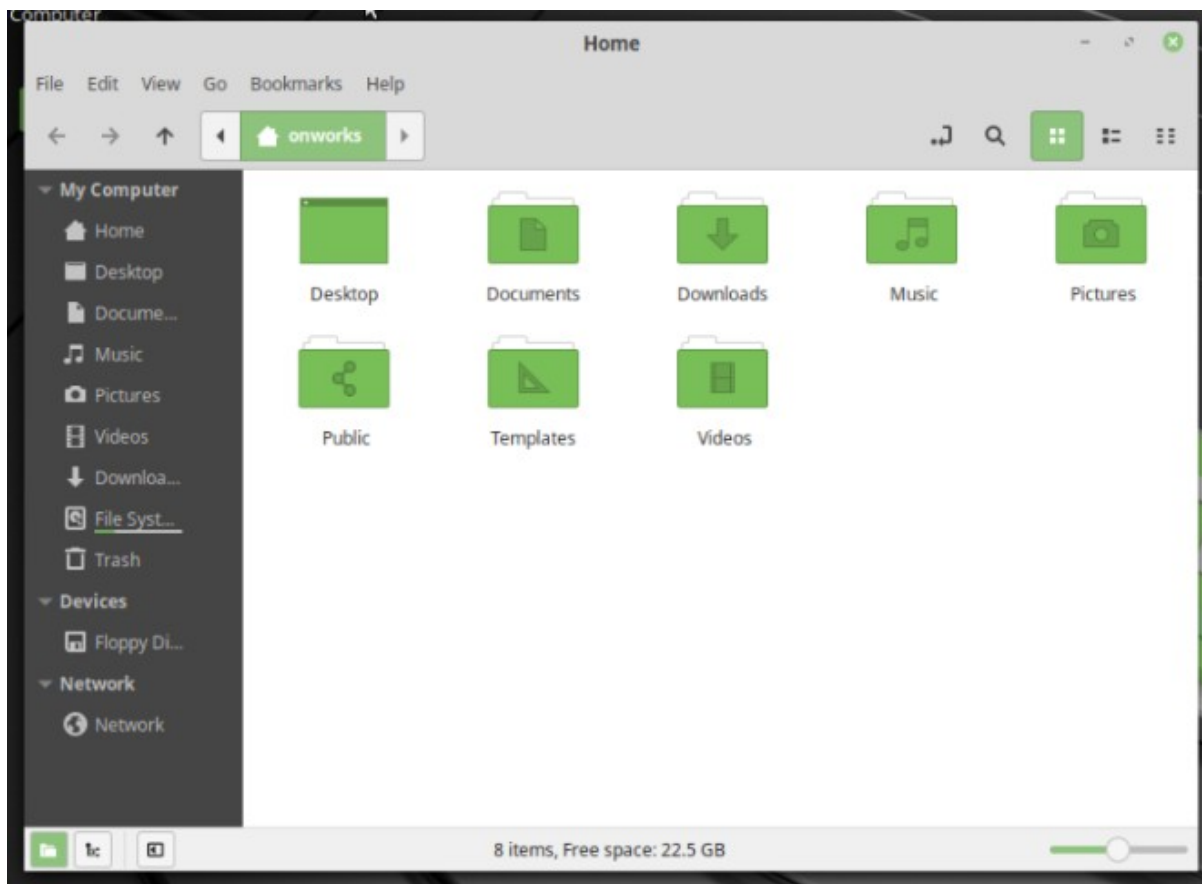 Computer
Home
File Edit View Go Bookmarks Help
onworks
My Computer
Home
Desktop
Docume...
Music
Pictures
Videos
Downloa...
File Syst...
Trash
Devices
Floppy Di...
Network
Network
Desktop Documents Downloads Music Pictures
Public Templates Videos
8 items, Free space: 22.5 GB